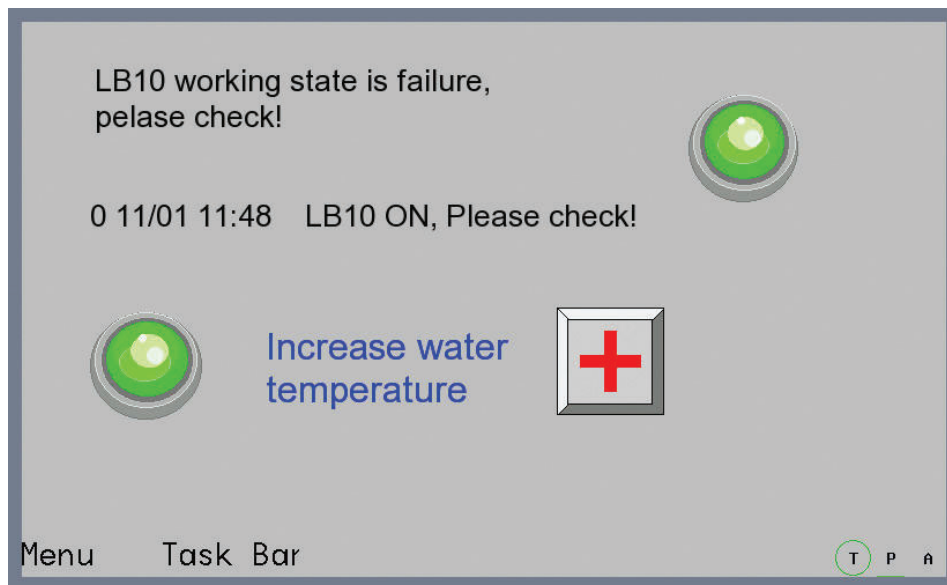 LB10 working state is failure,
pelase check!
0 11/01 11:48 LB10 ON, Please check!
Increase water
temperature
Menu Task Bar
T P A